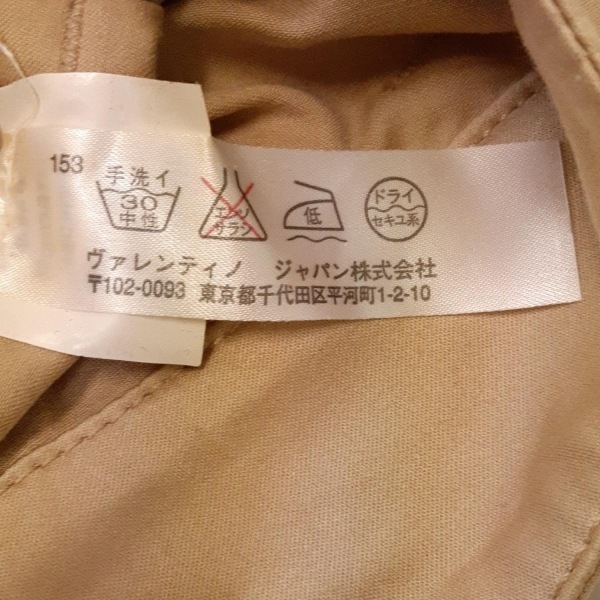 153
手洗イ
30
中性
エンソ
サラシ
低
ドライ
セキユ系
ヴァレンティノ ジャパン株式会社
〒102-0093 東京都千代田区平河町1-2-10